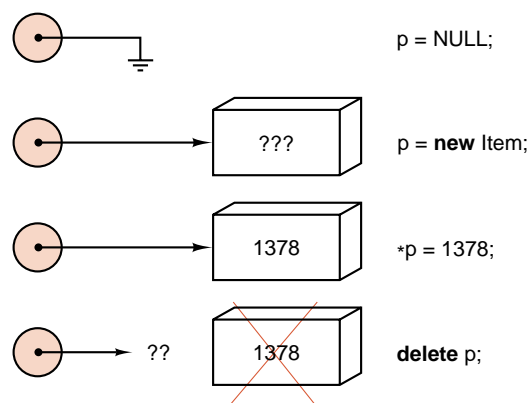 p = NULL;
??? p = new Item;
1378 *p = 1378;
?? 1378 delete p;